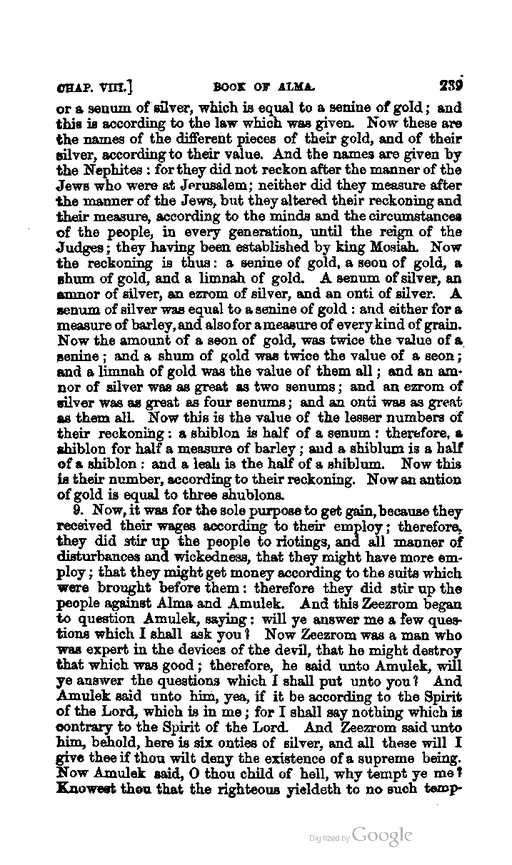 CHAP. VIII.] BOOK OF ALMA. 239
or a senum of silver, which is equal to a senine of gold; and
this is according to the law which was given. Now these are
the names of the different pieces of their gold, and of their
silver, according to their value. And the names are given by
the Nephites: for they did not reckon after the manner of the
Jews who were at Jerusalem; neither did they measure after
the manner of the Jews, but they altered their reckoning and
their measure, according to the minds and the circumstances
of the people, in every generation, until the reign of the
Judges; they having been established by king Mosiah. Now
the reckoning is thus: a senine of gold, a seon of gold, a
shum of gold, and a limnah of gold. A senum of silver, an
amnor of silver, an ezrom of silver, and an onti of silver. A
senum of silver was equal to a senine of gold: and either for a
measure of barley, and also for a measure of every kind of grain.
Now the amount of a seon of gold, was twice the value of a
senine; and a shum of gold was twice the value of a seon;
and a limnah of gold was the value of them all; and an am-
nor of silver was as great as two senums; and an ezrom of
silver was as great as four senums; and an onti was as great
as them all. Now this is the value of the lesser numbers of
their reckoning: a shiblon is half of a senum: therefore, a
shiblon for half a measure of barley; and a shiblum is a half
of a shiblon: and a leah is the half of a shiblum. Now this
is their number, according to their reckoning. Now an antion
of gold is equal to three shublons.
9. Now, it was for the sole purpose to get gain, because they
received their wages according to their employ; therefore,
they did stir up the people to riotings, and all manner of
disturbances and wickedness, that they might have more em-
ploy; that they might get money according to the suits which
were brought before them: therefore they did stir up the
people against Alma and Amulek. And this Zeezrom began
to question Amulek, saying: will ye answer me a few ques-
tions which I shall ask you? Now Zeezrom was a man who
was expert in the devices of the devil, that he might destroy
that which was good; therefore, he said unto Amulek, will
ye answer the questions which I shall put unto you? And
Amulek said unto him, yea, if it be according to the Spirit
of the Lord, which is in me; for I shall say nothing which is
contrary to the Spirit of the Lord. And Zeezrom said unto
him, behold, here is six onties of silver, and all these will I
give thee if thou wilt deny the existence of a supreme being.
Now Amulek said, O thou child of hell, why tempt ye me?
Knowest thou that the righteous yieldeth to no such temp-
Digitized by Google